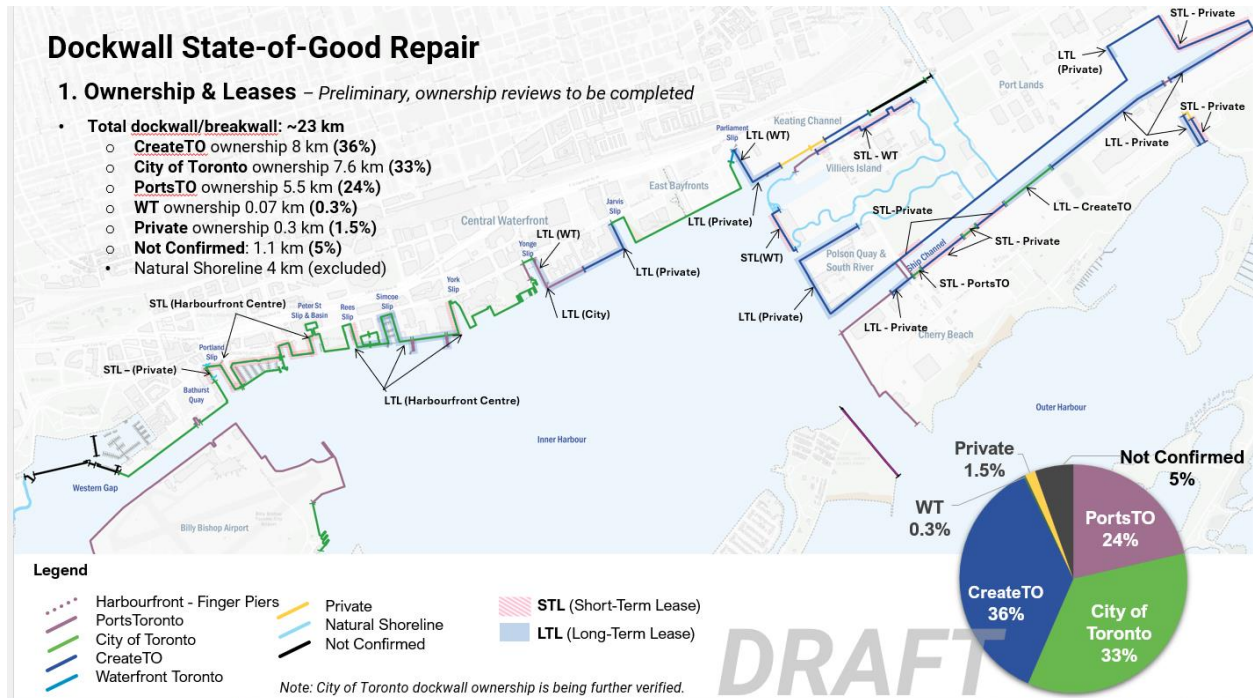 Dockwall State-of-Good Repair
1. Ownership & Leases – Preliminary, ownership reviews to be completed
• Total dockwall/breakwall: ~23 km
o CreateTO ownership 8 km (36%)
o City of Toronto ownership 7.6 km (33%)
o PortsTO ownership 5.5 km (24%)
o WT ownership 0.07 km (0.3%)
o Private ownership 0.3 km (1.5%)
o Not Confirmed: 1.1 km (5%)
• Natural Shoreline 4 km (excluded)
STL - Private
LTL
(Private)
Port Lands
STL - Private
LTL - Private
Keating Channel
Parliament
Slip
LTL (WT)
STL - WT
Villiers Island
East Bayfronts
LTL – CreateTO
Jarvis
Slip
LTL (Private)
STL-Private
Central Waterfront
LTL (WT)
Yonge
Slip
STL(WT)
STL - Private
Polson Quay &
South River
Ship Channel
LTL (Private)
STL - PortsTO
York
Slip
Simcoe
Slip
Rees
Slip
Peter St
Slip & Basin
STL (Harbourfront Centre)
LTL (City)
LTL (Private)
LTL - Private
Cherry Beach
Portland
Slip
STL – (Private)
Bathurst
Quay
LTL (Harbourfront Centre)
Outer Harbour
Inner Harbour
Western Gap
Billy Bishop Airport
Private
1.5%
Not Confirmed
5%
WT
0.3%
PortsTO
24%
CreateTO
36%
City of
Toronto
33%
Legend
Harbourfront - Finger Piers
PortsToronto
City of Toronto
CreateTO
Waterfront Toronto
Private
Natural Shoreline
Not Confirmed
STL (Short-Term Lease)
LTL (Long-Term Lease)
Note: City of Toronto dockwall ownership is being further verified.
DRAFT